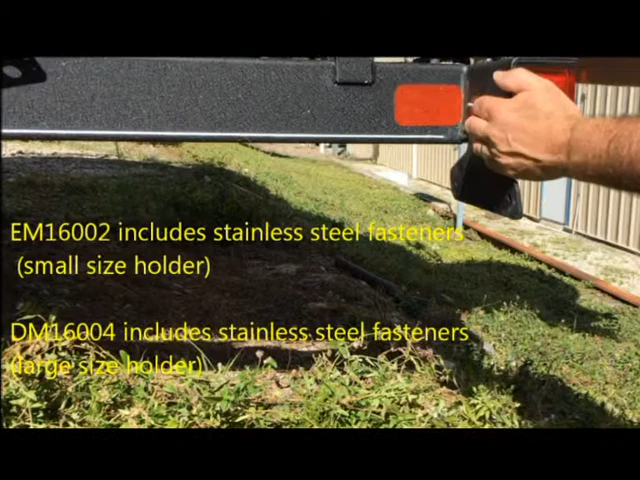 EM16002 includes stainless steel fasteners
(small size holder)
DM16004 includes stainless steel fasteners
(large size holder)